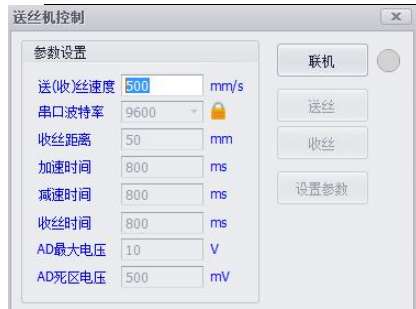 送丝机控制
参数设置
送(收)丝速度 500 mm/s
串口波特率 9600
收丝距离 50 mm
加速时间 800 ms
减速时间 800 ms
收丝时间 800 ms
AD最大电压 10 V
AD死区电压 500 mV
联机
送丝
收丝
设置参数